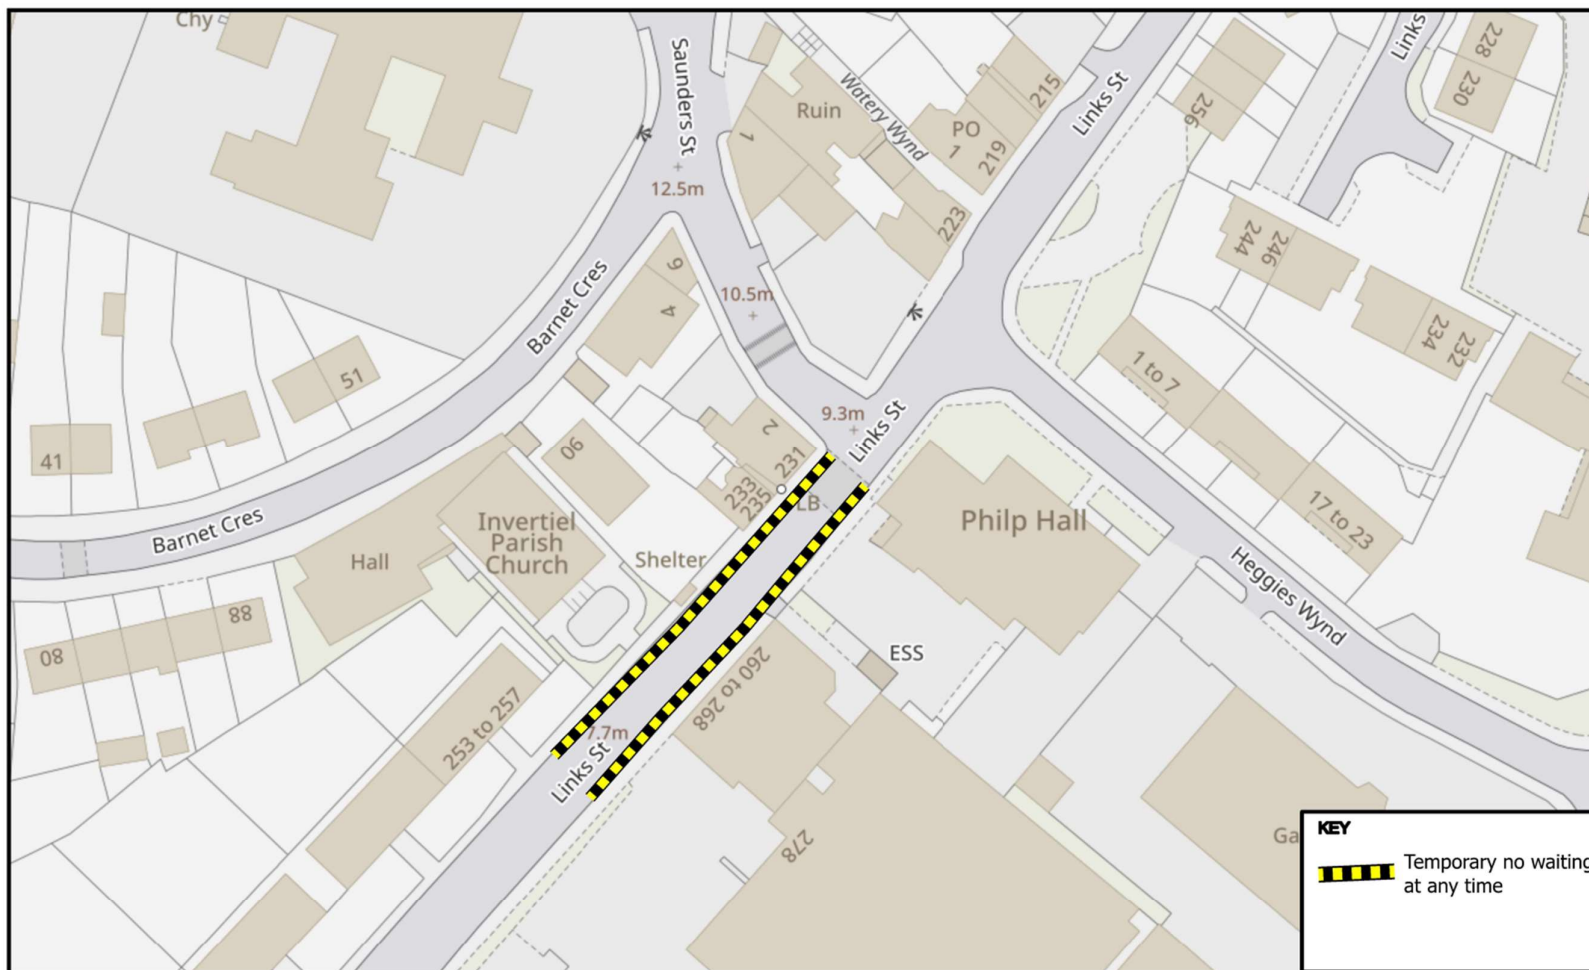 Chy
Saunders St
12.5m
1
Ruin
Watery Wynd
PO
1
215
219
223
Links St
256
Links
228
230
244
246
234
232
Barnet Cres
6
4
10.5m
51
41
1 to 7
9.3m
Links St
2
231
233
235
LB
90
Philp Hall
17 to 23
Barnet Cres
Hall
Invertiel
Parish
Church
Shelter
Heggies Wynd
88
80
ESS
260 to 268
253 to 257
7.7m
Links St
278
Ga
KEY
Temporary no waiting
at any time